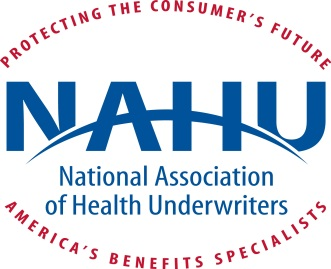 PROTECTING THE CONSUMER'S FUTURE
NAHU
National Association
of Health Underwriters
AMERICA'S BENEFITS SPECIALISTS